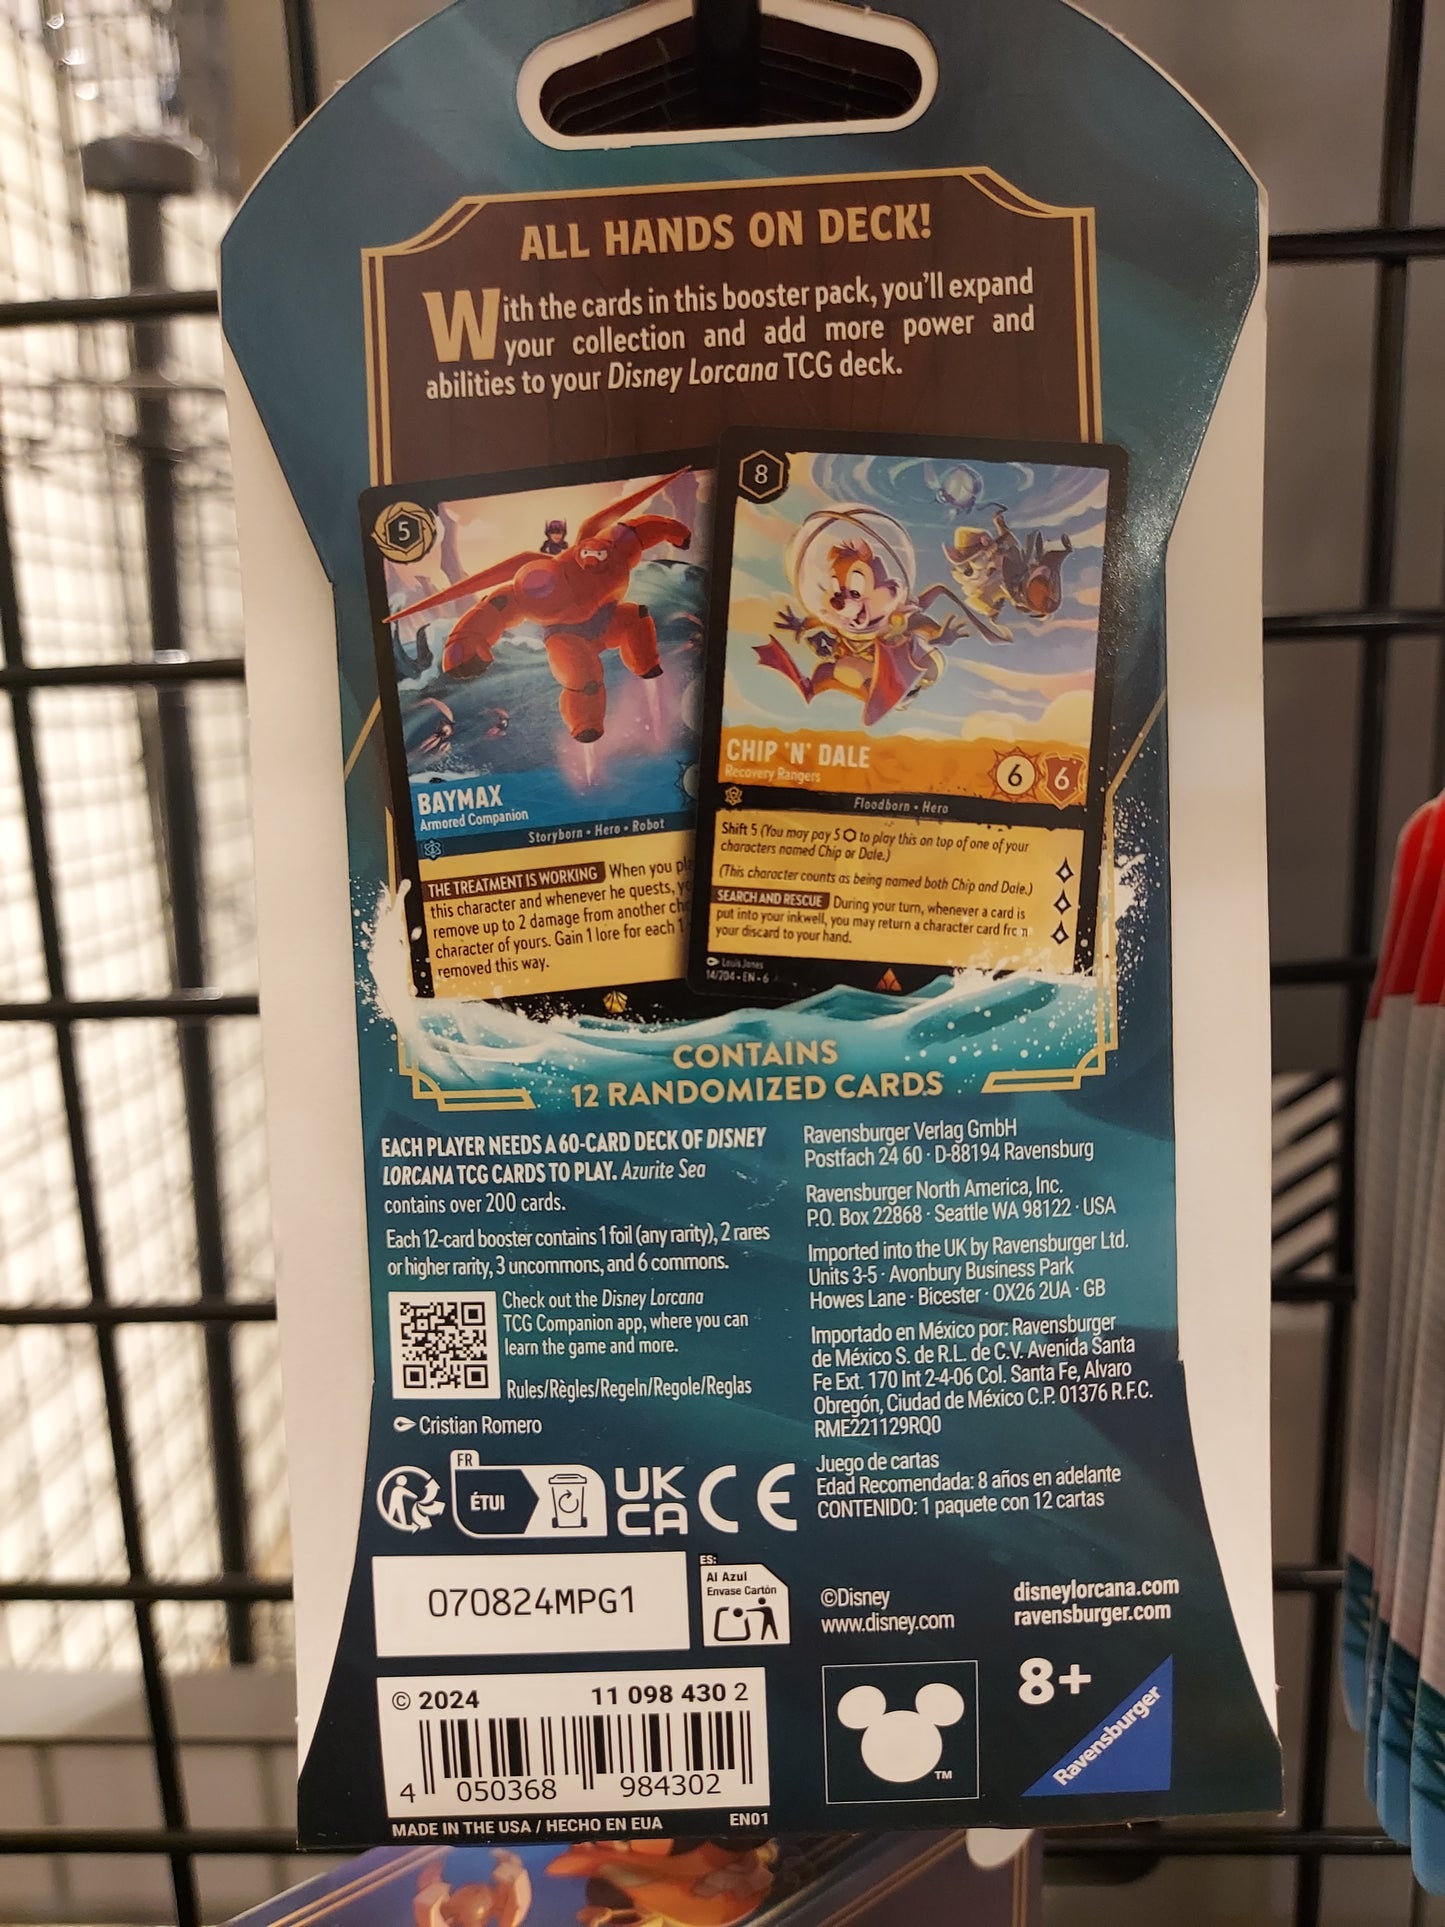 ALL HANDS ON DECK!
With the cards in this booster pack, you'll expand
your collection and add more power and
abilities to your Disney Lorcana TCG deck.
5
BAYMAX
Armored Companion
Storyborn • Hero • Robot
THE TREATMENT IS WORKING When you
this character and whenever he quests,
remove up to 2 damage from another
character of yours. Gain 1 lore for each 1
removed this way.
8
CHIP 'N' DALE
Recovery Rangers
6 6
Floodborn • Hero
Shift 5 (You may pay 5 ⬡ to play this on top of one of your
characters named Chip or Dale.)
(This character counts as being named both Chip and Dale.)
SEARCH AND RESCUE During your turn, whenever a card is
put into your inkwell, you may return a character card from
your discard to your hand.
Louis Jones
14/204 • EN • 6
CONTAINS
12 RANDOMIZED CARDS
EACH PLAYER NEEDS A 60-CARD DECK OF DISNEY
LORCANA TCG CARDS TO PLAY. Azurite Sea
contains over 200 cards.
Each 12-card booster contains 1 foil (any rarity), 2 rares
or higher rarity, 3 uncommons, and 6 commons.
Check out the Disney Lorcana
TCG Companion app, where you can
learn the game and more.
Rules/Règles/Regeln/Regole/Reglas
Cristian Romero
FR
ÉTUI
UK
CA
CE
070824MPG1
ES:
Al Azul
Envase Cartón
© 2024 11 098 430 2
4 050368 984302
MADE IN THE USA / HECHO EN EUA EN01
Ravensburger Verlag GmbH
Postfach 24 60 · D-88194 Ravensburg
Ravensburger North America, Inc.
P.O. Box 22868 · Seattle WA 98122 · USA
Imported into the UK by Ravensburger Ltd.
Units 3-5 · Avonbury Business Park
Howes Lane · Bicester · OX26 2UA · GB
Importado en México por: Ravensburger
de México S. de R.L. de C.V. Avenida Santa
Fe Ext. 170 Int 2-4-06 Col. Santa Fe, Alvaro
Obregón, Ciudad de México C.P. 01376 R.F.C.
RME221129RQ0
Juego de cartas
Edad Recomendada: 8 años en adelante
CONTENIDO: 1 paquete con 12 cartas
©Disney
www.disney.com
disneylorcana.com
ravensburger.com
TM
8+
Ravensburger